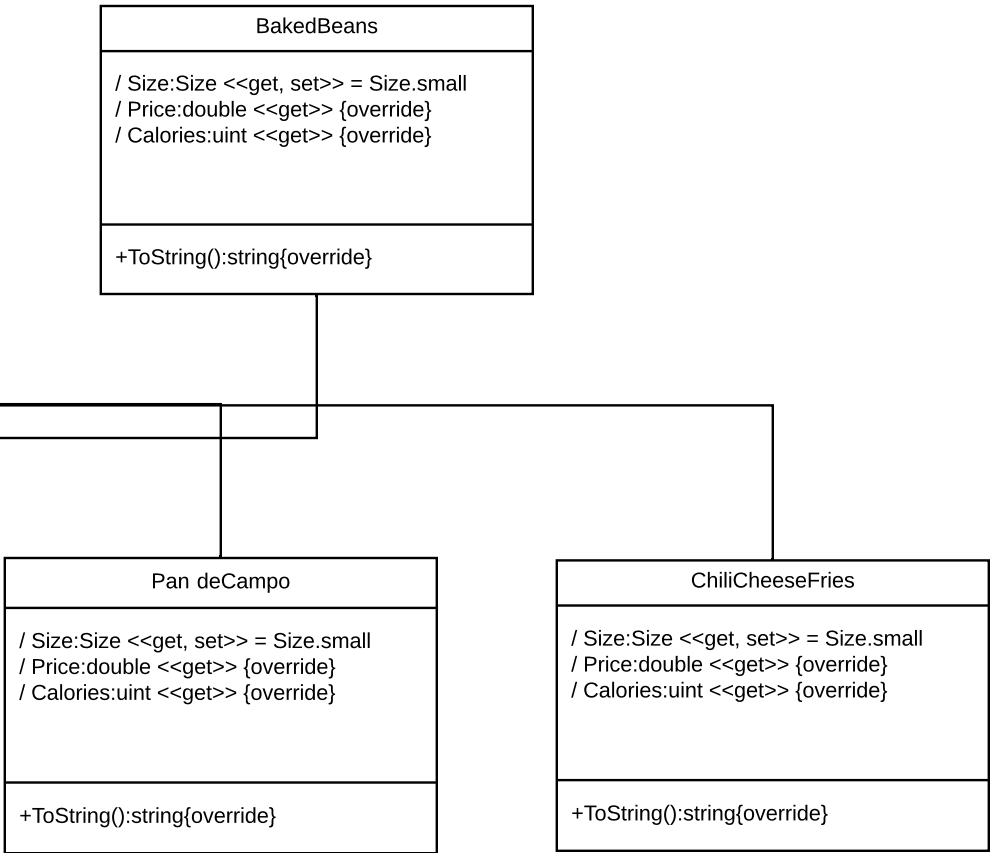 BakedBeans
/ Size:Size <<get, set>> = Size.small
/ Price:double <<get>> {override}
/ Calories:uint <<get>> {override}
+ToString():string{override}
Pan deCampo
/ Size:Size <<get, set>> = Size.small
/ Price:double <<get>> {override}
/ Calories:uint <<get>> {override}
+ToString():string{override}
ChiliCheeseFries
/ Size:Size <<get, set>> = Size.small
/ Price:double <<get>> {override}
/ Calories:uint <<get>> {override}
+ToString():string{override}